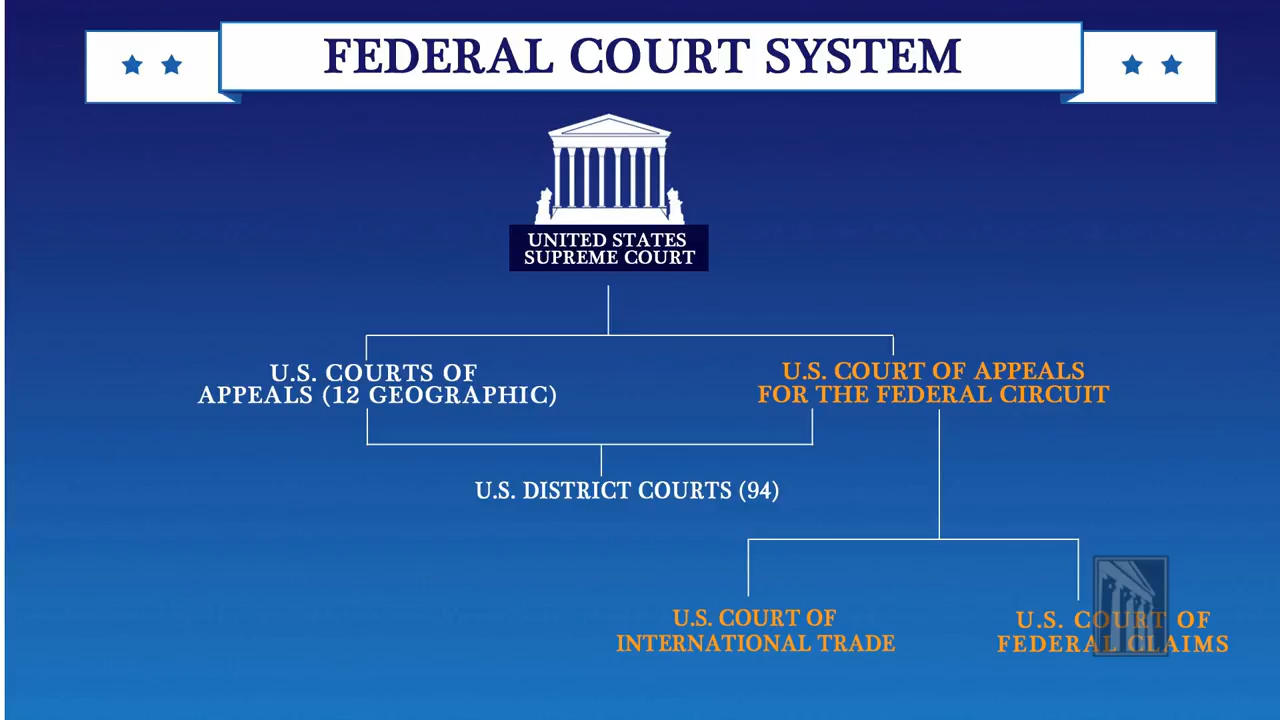 FEDERAL COURT SYSTEM
UNITED STATES
SUPREME COURT
U.S. COURTS OF
APPEALS (12 GEOGRAPHIC)
U.S. COURT OF APPEALS
FOR THE FEDERAL CIRCUIT
U.S. DISTRICT COURTS (94)
U.S. COURT OF
INTERNATIONAL TRADE
U.S. COURT OF
FEDERAL CLAIMS